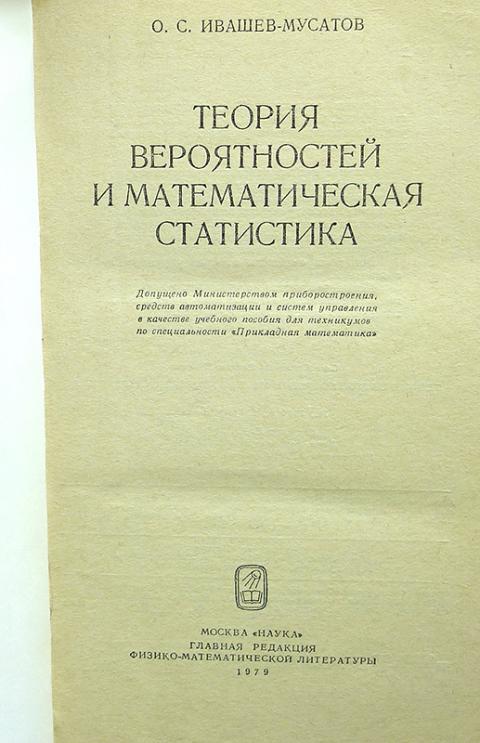 О. С. ИВАШЕВ-МУСАТОВ
ТЕОРИЯ
ВЕРОЯТНОСТЕЙ
И МАТЕМАТИЧЕСКАЯ
СТАТИСТИКА
Допущено Министерством приборостроения,
средств автоматизации и систем управления
в качестве учебного пособия для техникумов
по специальности «Прикладная математика»
МОСКВА «НАУКА»
ГЛАВНАЯ РЕДАКЦИЯ
ФИЗИКО-МАТЕМАТИЧЕСКОЙ ЛИТЕРАТУРЫ
1979